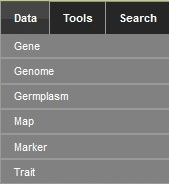 Data Tools Search
Gene
Genome
Germplasm
Map
Marker
Trait